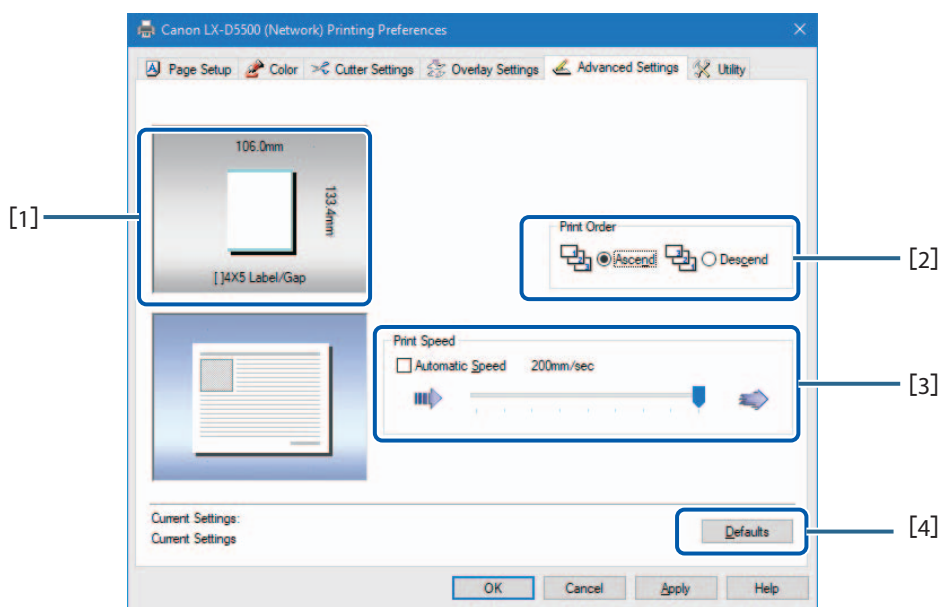 Canon LX-D5500 (Network) Printing Preferences
Page Setup Color Cutter Settings Overlay Settings Advanced Settings Utility
106.0mm
133.4mm
[ ]4X5 Label/Gap
[1]
Print Order
Ascend Descend
[2]
Print Speed
Automatic Speed 200mm/sec
[3]
Current Settings:
Current Settings
Defaults
[4]
OK Cancel Apply Help